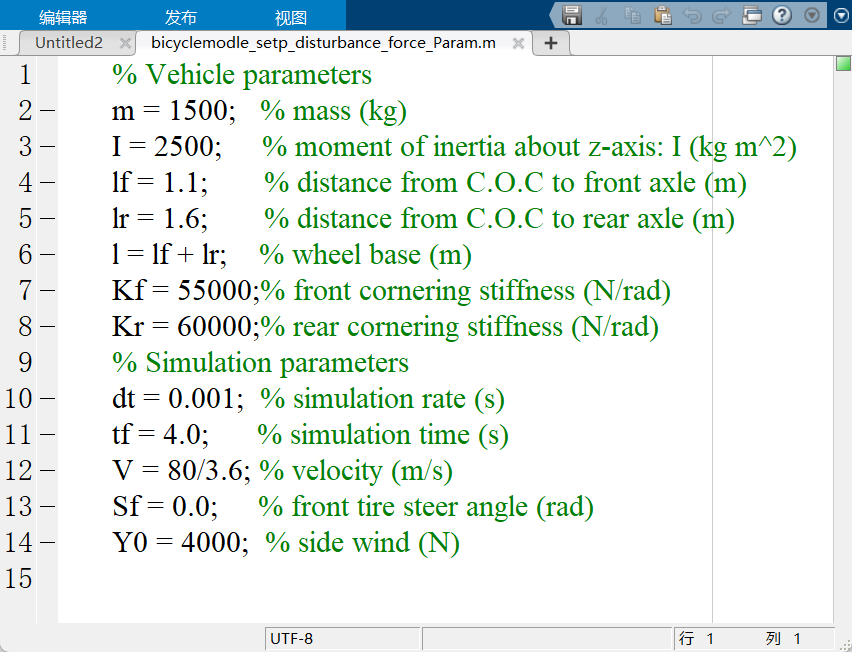 编辑器 发布 视图
Untitled2 bicyclemodle_setp_disturbance_force_Param.m
1 % Vehicle parameters
2 m = 1500; % mass (kg)
3 I = 2500; % moment of inertia about z-axis: I (kg m^2)
4 lf = 1.1; % distance from C.O.C to front axle (m)
5 lr = 1.6; % distance from C.O.C to rear axle (m)
6 l = lf + lr; % wheel base (m)
7 Kf = 55000;% front cornering stiffness (N/rad)
8 Kr = 60000;% rear cornering stiffness (N/rad)
9 % Simulation parameters
10 dt = 0.001; % simulation rate (s)
11 tf = 4.0; % simulation time (s)
12 V = 80/3.6; % velocity (m/s)
13 Sf = 0.0; % front tire steer angle (rad)
14 Y0 = 4000; % side wind (N)
15
UTF-8 行 1 列 1